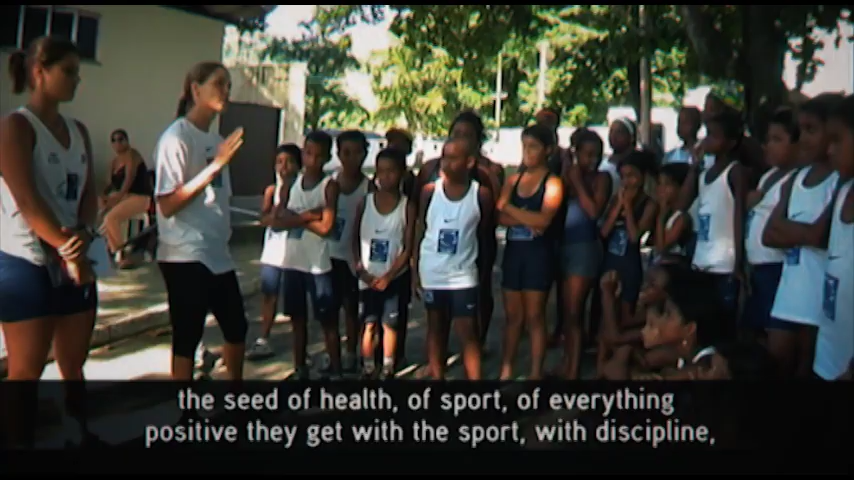 the seed of health, of sport, of everything
positive they get with the sport, with discipline,